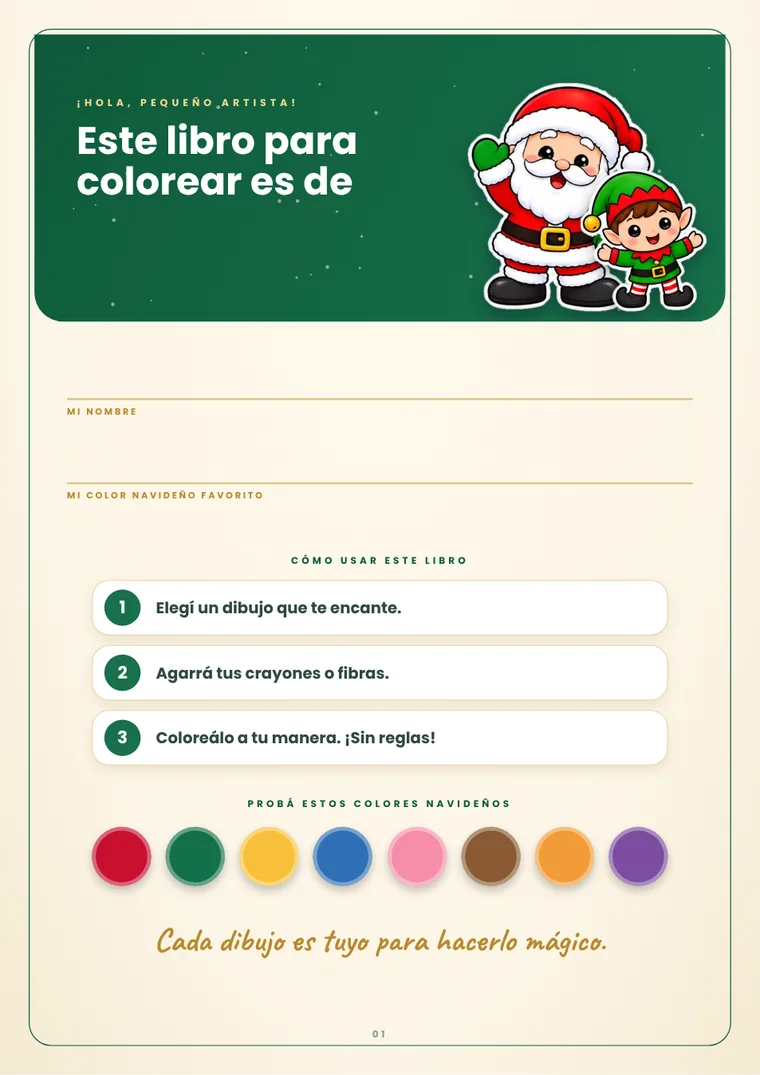 ¡HOLA, PEQUEÑO ARTISTA!
Este libro para
colorear es de
MI NOMBRE
MI COLOR NAVIDEÑO FAVORITO
CÓMO USAR ESTE LIBRO
1 Elegí un dibujo que te encante.
2 Agarrá tus crayones o fibras.
3 Coloreálo a tu manera. ¡Sin reglas!
PROBÁ ESTOS COLORES NAVIDEÑOS
Cada dibujo es tuyo para hacerlo mágico.
01